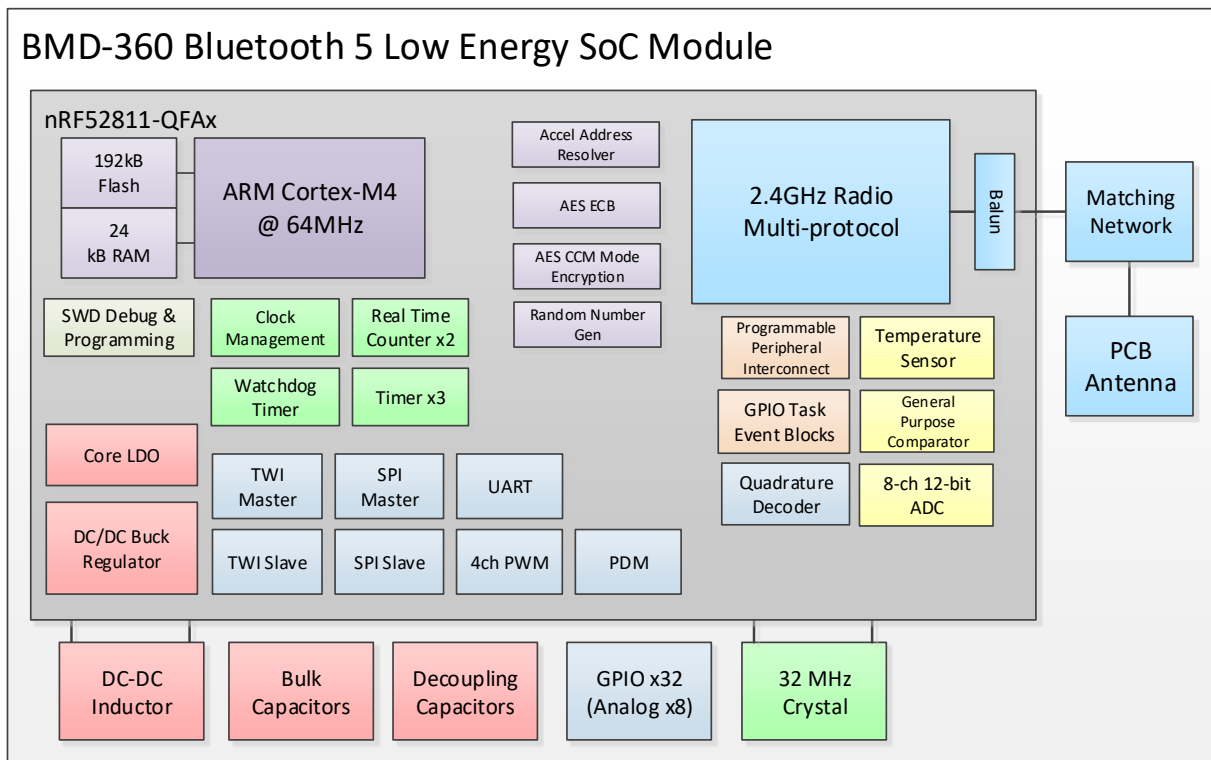 BMD-360 Bluetooth 5 Low Energy SoC Module
nRF52811-QFAx
192kB
Flash
24
kB RAM
ARM Cortex-M4
@ 64MHz
Accel Address
Resolver
AES ECB
AES CCM Mode
Encryption
Random Number
Gen
2.4GHz Radio
Multi-protocol
Balun
Matching
Network
PCB
Antenna
SWD Debug &
Programming
Clock
Management
Real Time
Counter x2
Watchdog
Timer
Timer x3
Programmable
Peripheral
Interconnect
Temperature
Sensor
GPIO Task
Event Blocks
General
Purpose
Comparator
Quadrature
Decoder
8-ch 12-bit
ADC
Core LDO
DC/DC Buck
Regulator
TWI
Master
SPI
Master
UART
TWI Slave
SPI Slave
4ch PWM
PDM
DC-DC
Inductor
Bulk
Capacitors
Decoupling
Capacitors
GPIO x32
(Analog x8)
32 MHz
Crystal